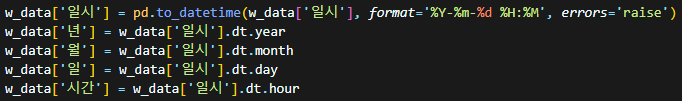 w_data['일시'] = pd.to_datetime(w_data['일시'], format='%Y-%m-%d %H:%M', errors='raise')
w_data['년'] = w_data['일시'].dt.year
w_data['월'] = w_data['일시'].dt.month
w_data['일'] = w_data['일시'].dt.day
w_data['시간'] = w_data['일시'].dt.hour